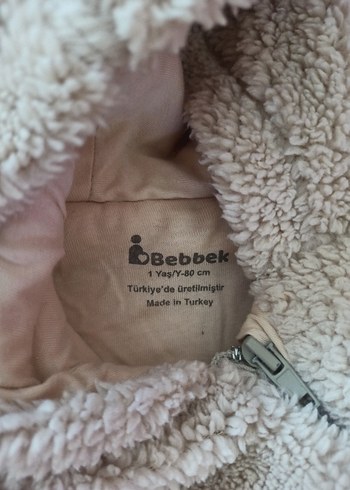 Bebbek
1 Yaş/Y-80 cm
Türkiye'de üretilmiştir
Made in Turkey